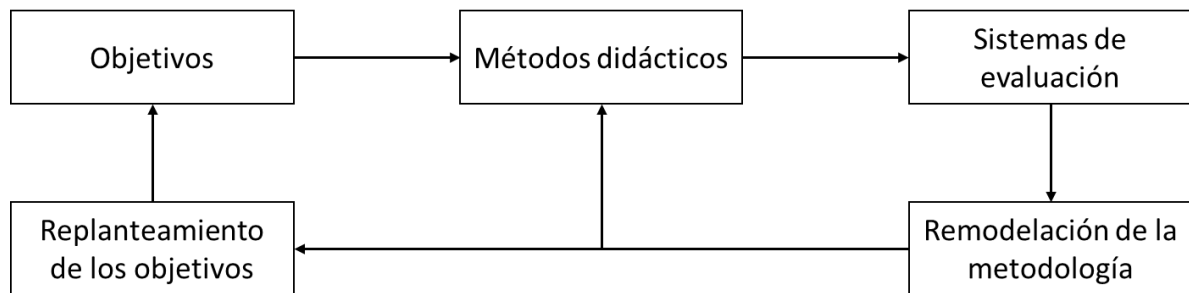 Objetivos
Métodos didácticos
Sistemas de
evaluación
Replanteamiento
de los objetivos
Remodelación de la
metodología